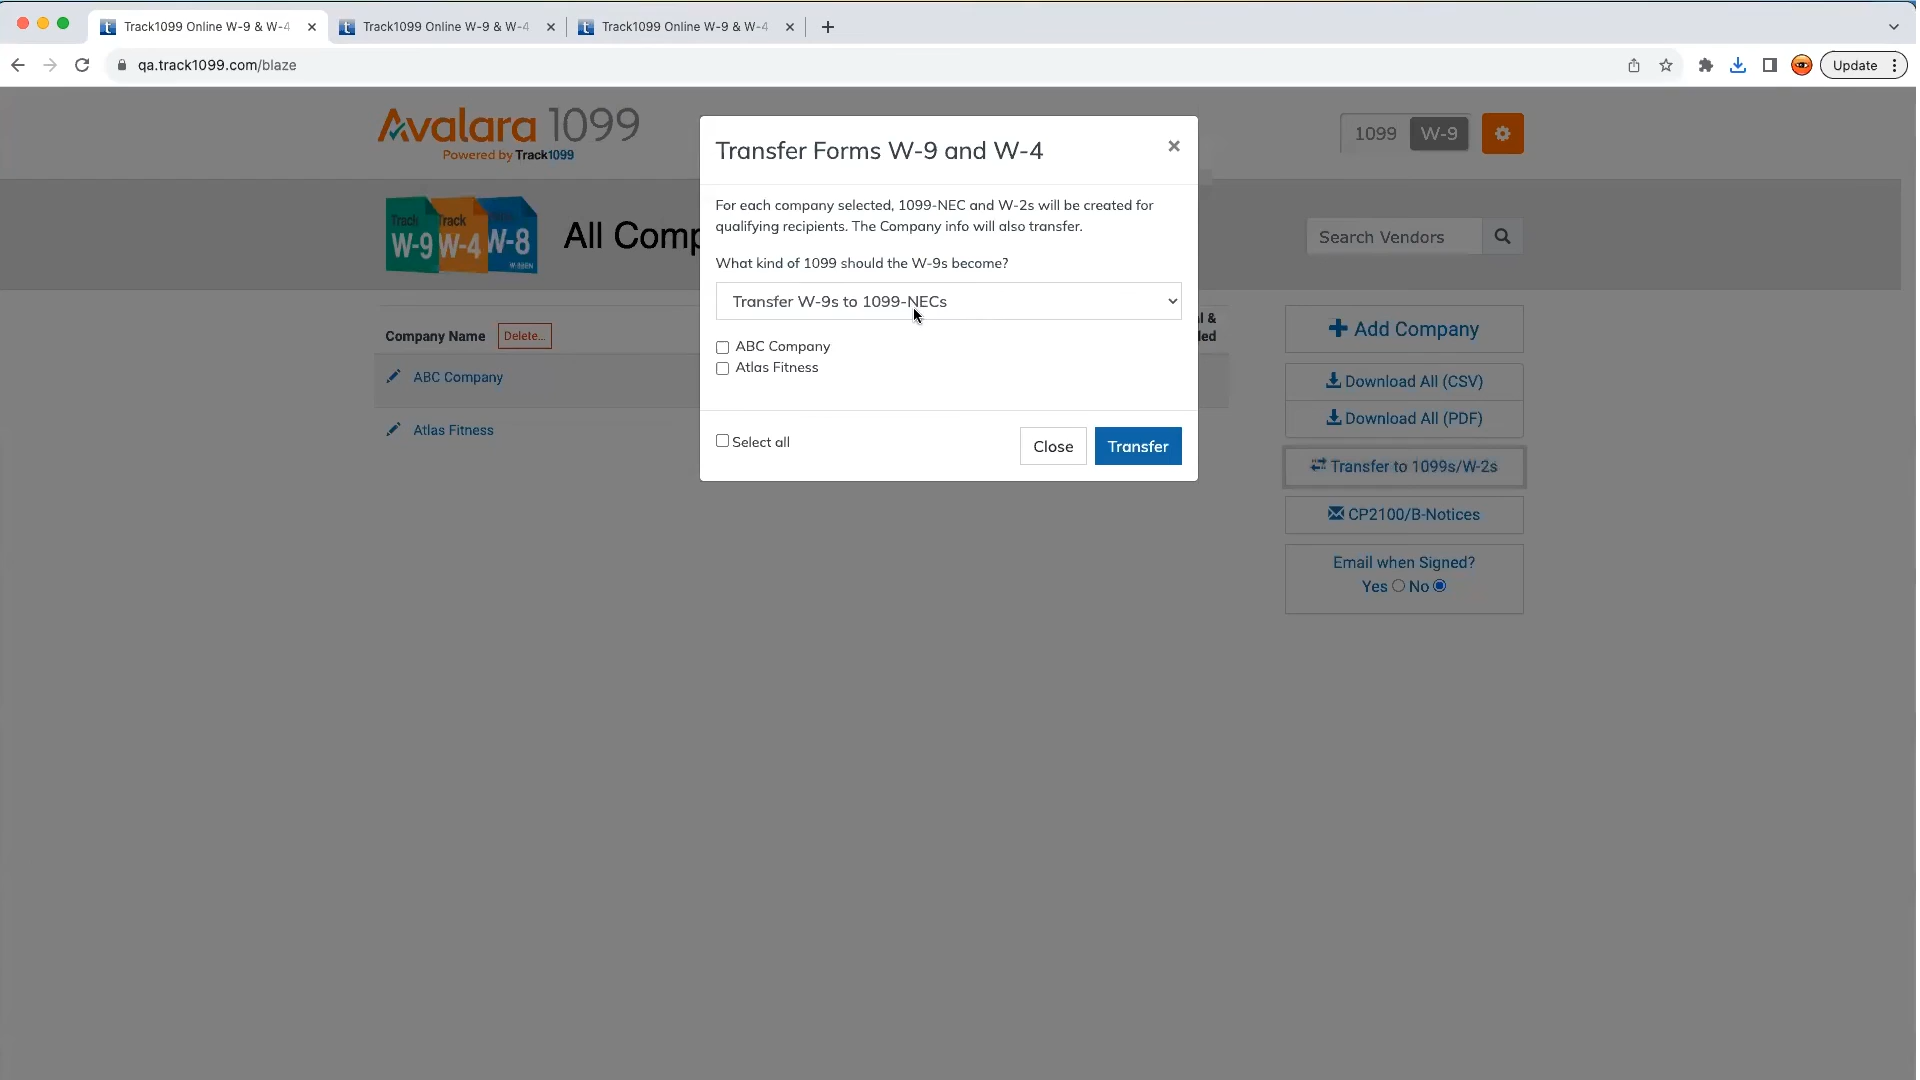 Track1099 Online W-9 & W-4
Track1099 Online W-9 & W-4
Track1099 Online W-9 & W-4
qa.track1099.com/blaze
Update
Avalara 1099
Powered by Track1099
1099
W-9
Track
W-9
Track
W-4
W-8
All Comp
Search Vendors
Transfer Forms W-9 and W-4
For each company selected, 1099-NEC and W-2s will be created for
qualifying recipients. The Company info will also transfer.
What kind of 1099 should the W-9s become?
Transfer W-9s to 1099-NECs
ABC Company
Atlas Fitness
Select all
Close
Transfer
Company Name
Delete...
ABC Company
Atlas Fitness
Add Company
Download All (CSV)
Download All (PDF)
Transfer to 1099s/W-2s
CP2100/B-Notices
Email when Signed?
Yes No